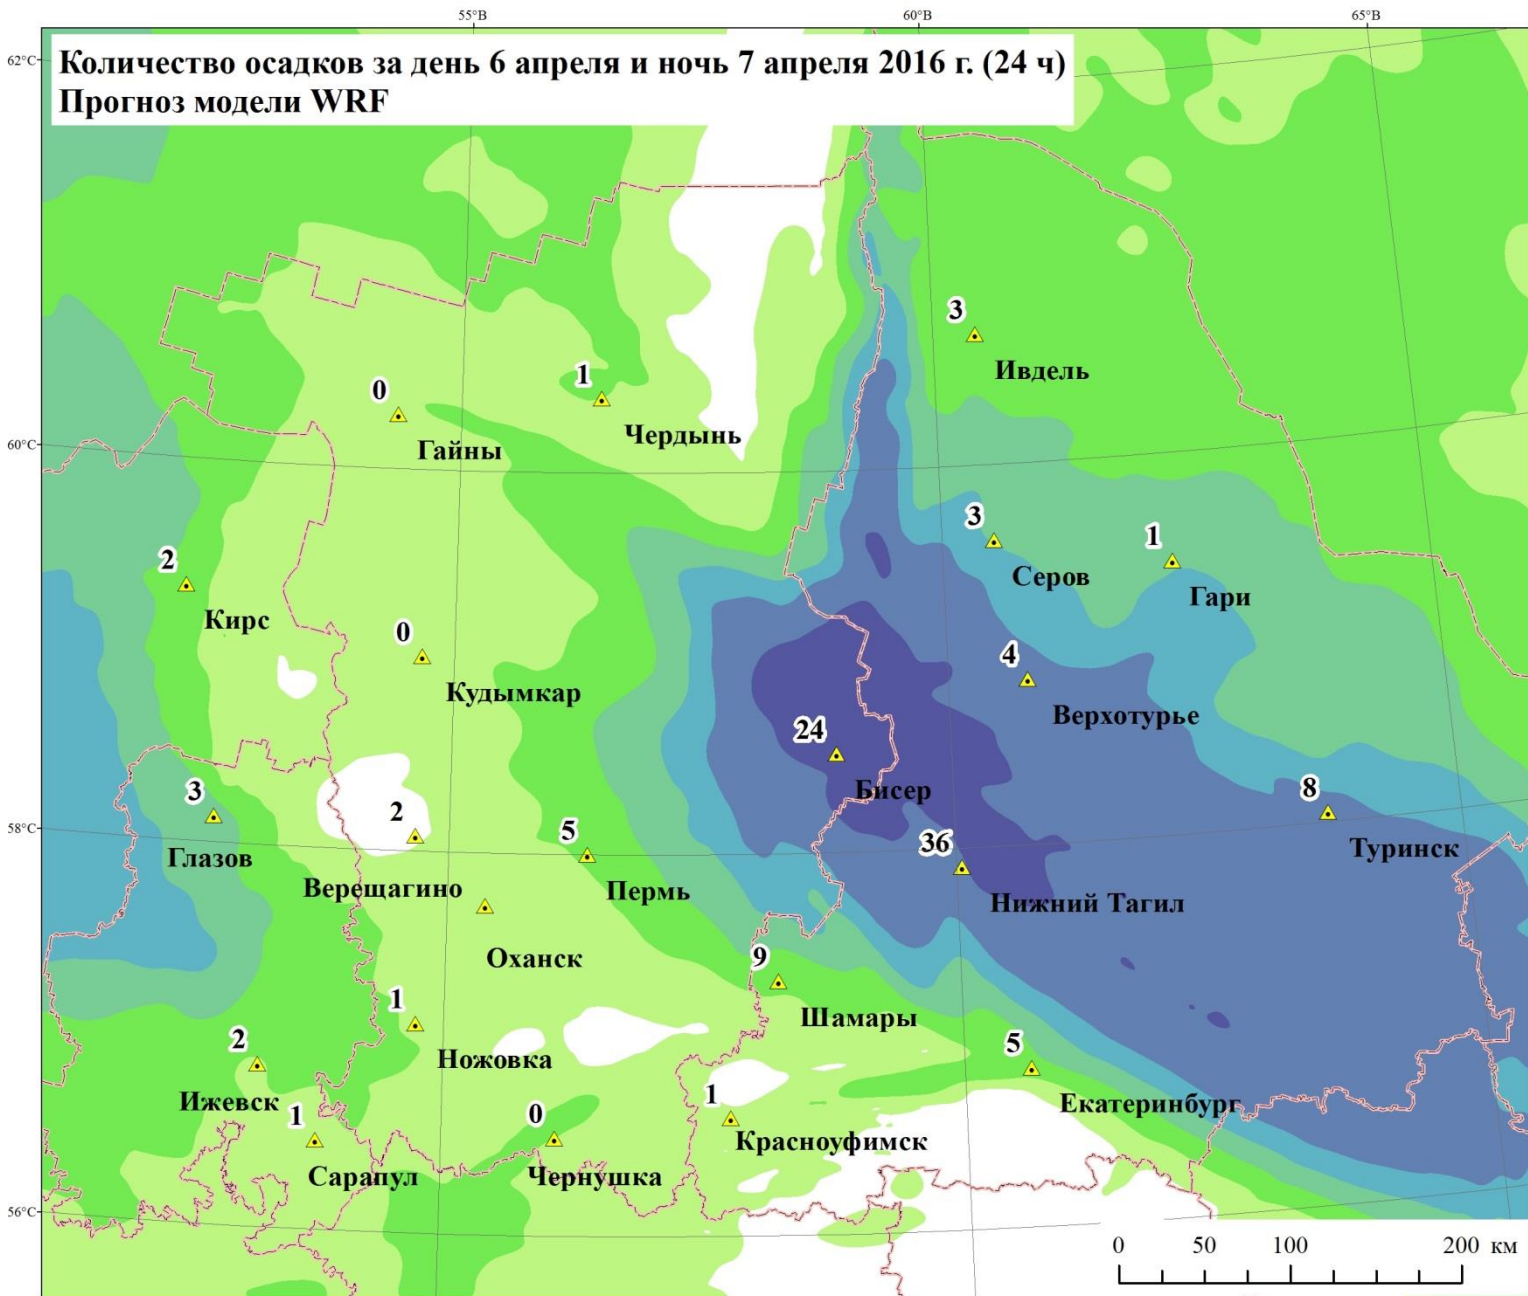 55°В
60°В
65°В
62°С
Количество осадков за день 6 апреля и ночь 7 апреля 2016 г. (24 ч)
Прогноз модели WRF
3
Ивдель
0
Гайны
1
Чердынь
60°С
2
Кирс
3
Серов
1
Гари
0
Кудымкар
4
Верхотурье
24
Бисер
3
Глазов
58°С
2
Верещагино
5
Пермь
36
Нижний Тагил
8
Туринск
Оханск
9
Шамары
1
Ножовка
2
Ижевск
5
Екатеринбург
1
Сарапул
0
Чернушка
1
Красноуфимск
56°С
0 50 100 200 км